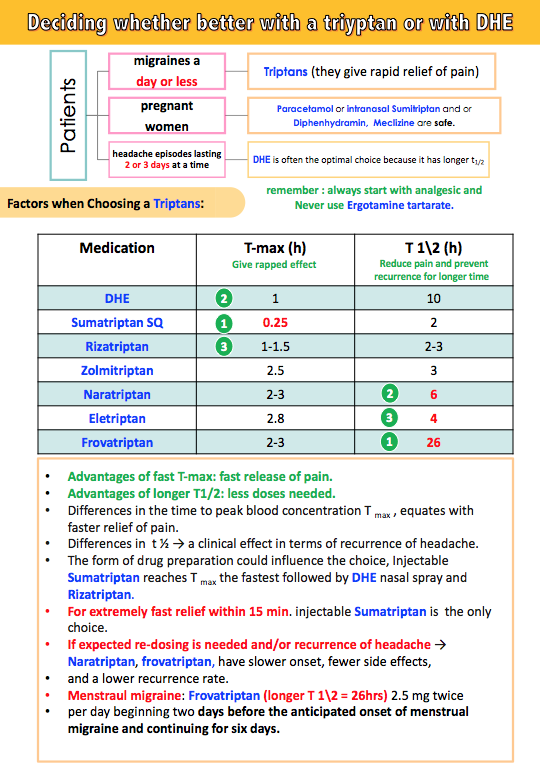 Deciding whether better with a triyptan or with DHE
Patients
migraines a
day or less
Triptans (they give rapid relief of pain)
pregnant
women
Paracetamol or intranasal Sumitriptan and or
Diphenhydramin, Meclizine are safe.
headache episodes lasting
2 or 3 days at a time
DHE is often the optimal choice because it has longer t1/2
remember : always start with analgesic and
Never use Ergotamine tartarate.
Factors when Choosing a Triptans:
Medication T-max (h) T 1\2 (h)
Give rapped effect Reduce pain and prevent
recurrence for longer time
DHE 2 1 10
Sumatriptan SQ 1 0.25 2
Rizatriptan 3 1-1.5 2-3
Zolmitriptan 2.5 3
Naratriptan 2-3 2 6
Eletriptan 2.8 3 4
Frovatriptan 2-3 1 26
• Advantages of fast T-max: fast release of pain.
• Advantages of longer T1/2: less doses needed.
• Differences in the time to peak blood concentration T max , equates with
faster relief of pain.
• Differences in t ½ → a clinical effect in terms of recurrence of headache.
• The form of drug preparation could influence the choice, Injectable
Sumatriptan reaches T max the fastest followed by DHE nasal spray and
Rizatriptan.
• For extremely fast relief within 15 min. injectable Sumatriptan is the only
choice.
• If expected re-dosing is needed and/or recurrence of headache →
Naratriptan, frovatriptan, have slower onset, fewer side effects,
• and a lower recurrence rate.
• Menstraul migraine: Frovatriptan (longer T 1\2 = 26hrs) 2.5 mg twice
• per day beginning two days before the anticipated onset of menstrual
migraine and continuing for six days.